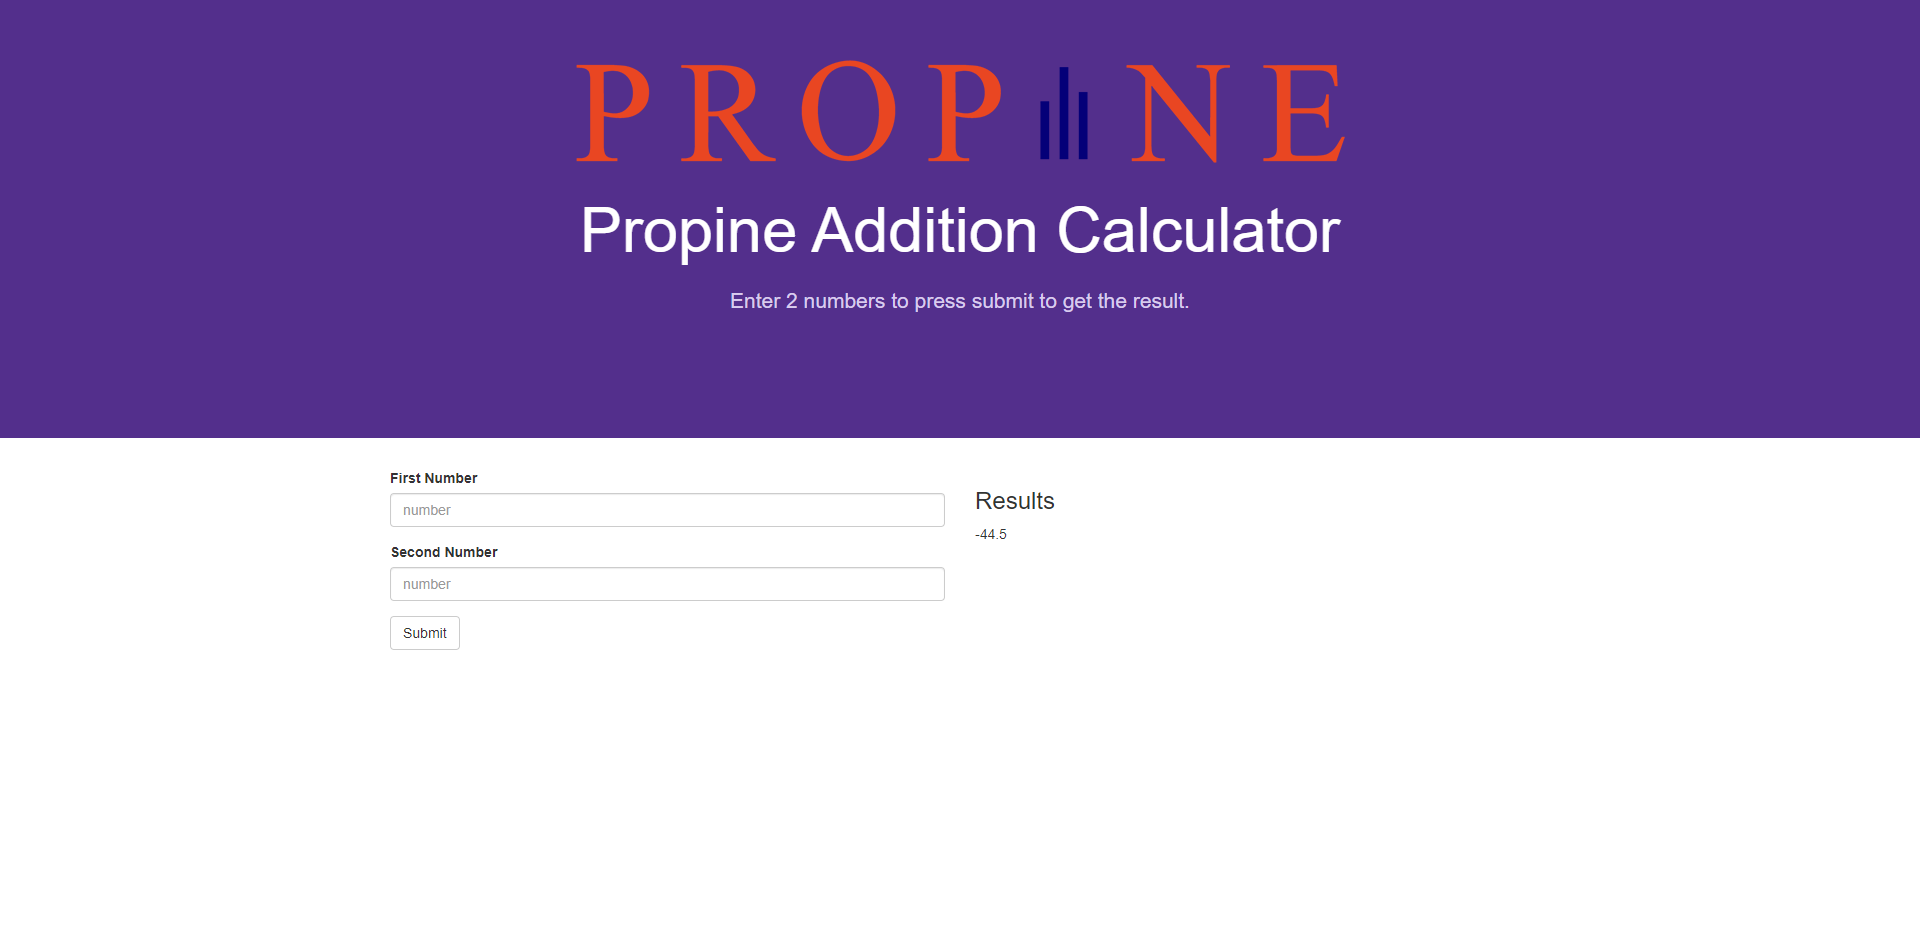 PROPINE
Propine Addition Calculator
Enter 2 numbers to press submit to get the result.
First Number
number
Second Number
number
Submit
Results
-44.5